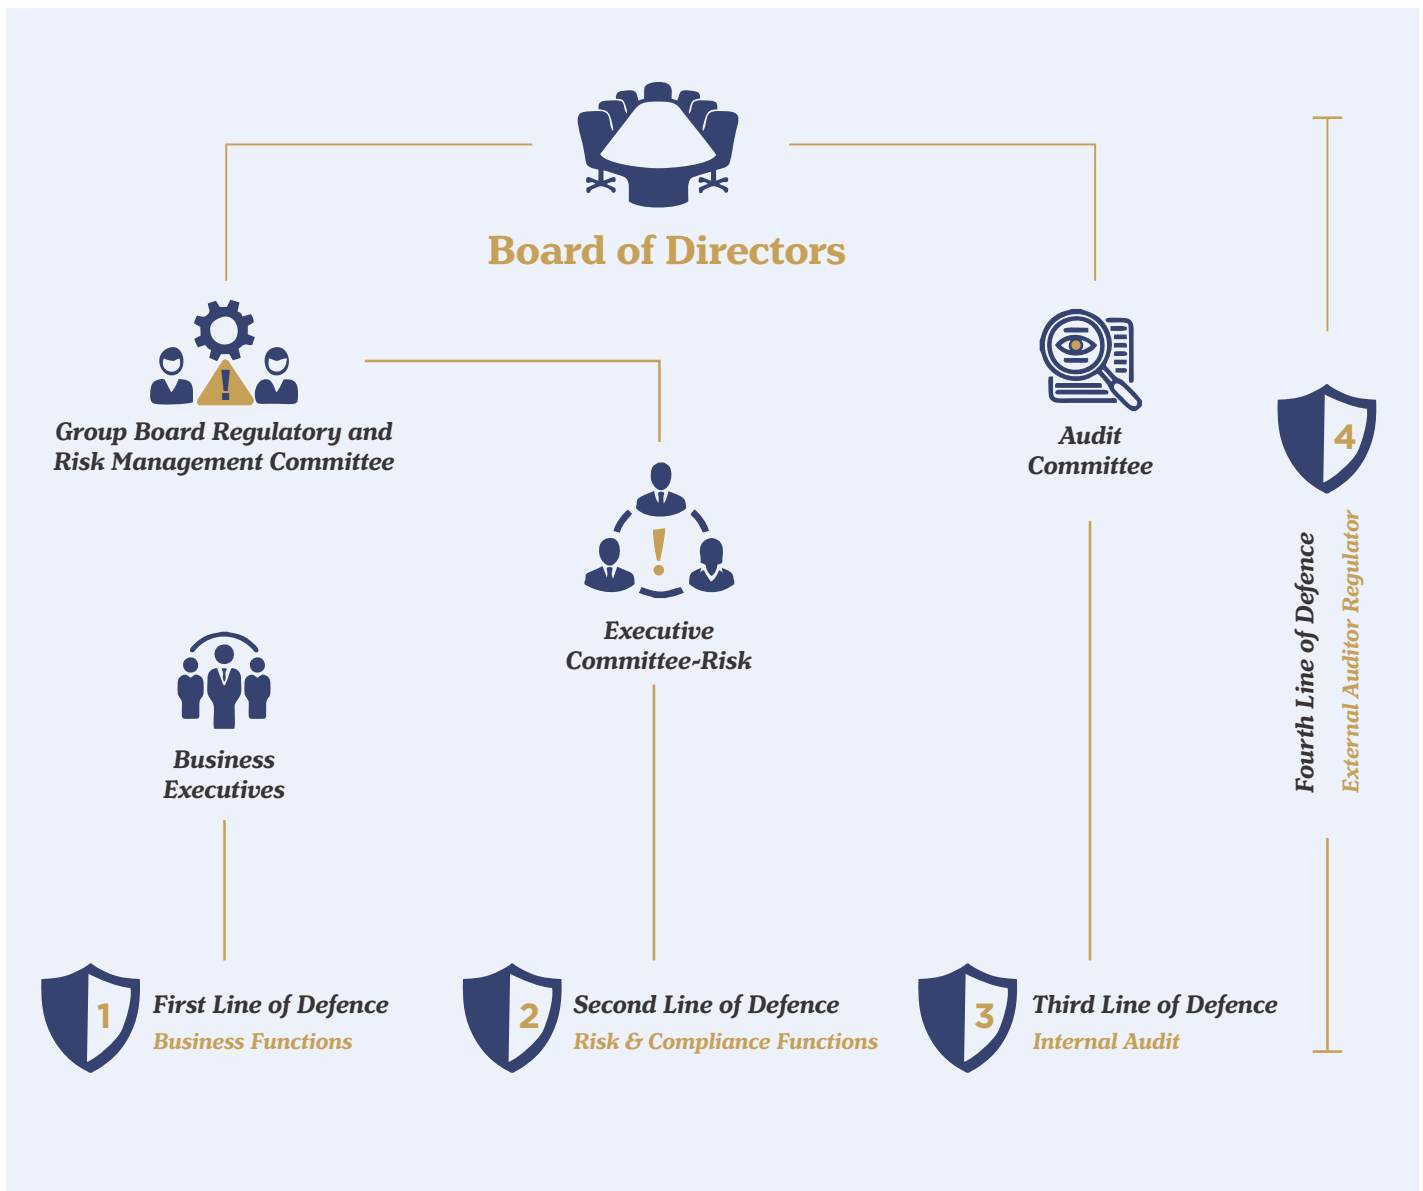 Board of Directors
Group Board Regulatory and
Risk Management Committee
Audit
Committee
Executive
Committee-Risk
Business
Executives
1
First Line of Defence
Business Functions
2
Second Line of Defence
Risk & Compliance Functions
3
Third Line of Defence
Internal Audit
4
Fourth Line of Defence
External Auditor Regulator